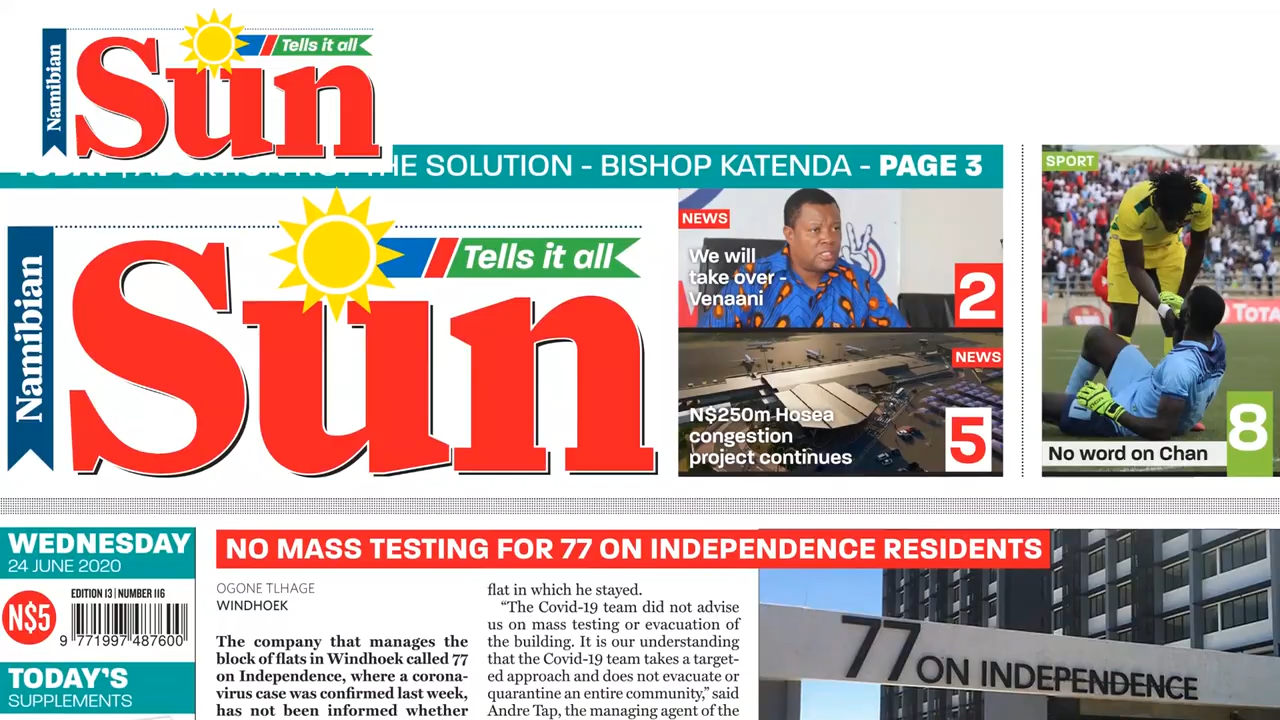 Namibian
Sun
Tells it all
THE SOLUTION - BISHOP KATENDA - PAGE 3
Namibian
Sun
Tells it all
NEWS
We will
take over -
Venaani
2
NEWS
N$250m Hosea
congestion
project continues
5
SPORT
TOTA
No word on Chan
8
WEDNESDAY
24 JUNE 2020
EDITION 13 | NUMBER 116
N$5
9 771997 487600
TODAY'S
SUPPLEMENTS
NO MASS TESTING FOR 77 ON INDEPENDENCE RESIDENTS
OGONE TLHAGE
WINDHOEK
The company that manages the
block of flats in Windhoek called 77
on Independence, where a corona-
virus case was confirmed last week,
has not been informed whether
flat in which he stayed.
“The Covid-19 team did not advise
us on mass testing or evacuation of
the building. It is our understanding
that the Covid-19 team takes a target-
ed approach and does not evacuate or
quarantine an entire community,” said
Andre Tap, the managing agent of the
77 ON INDEPENDENCE